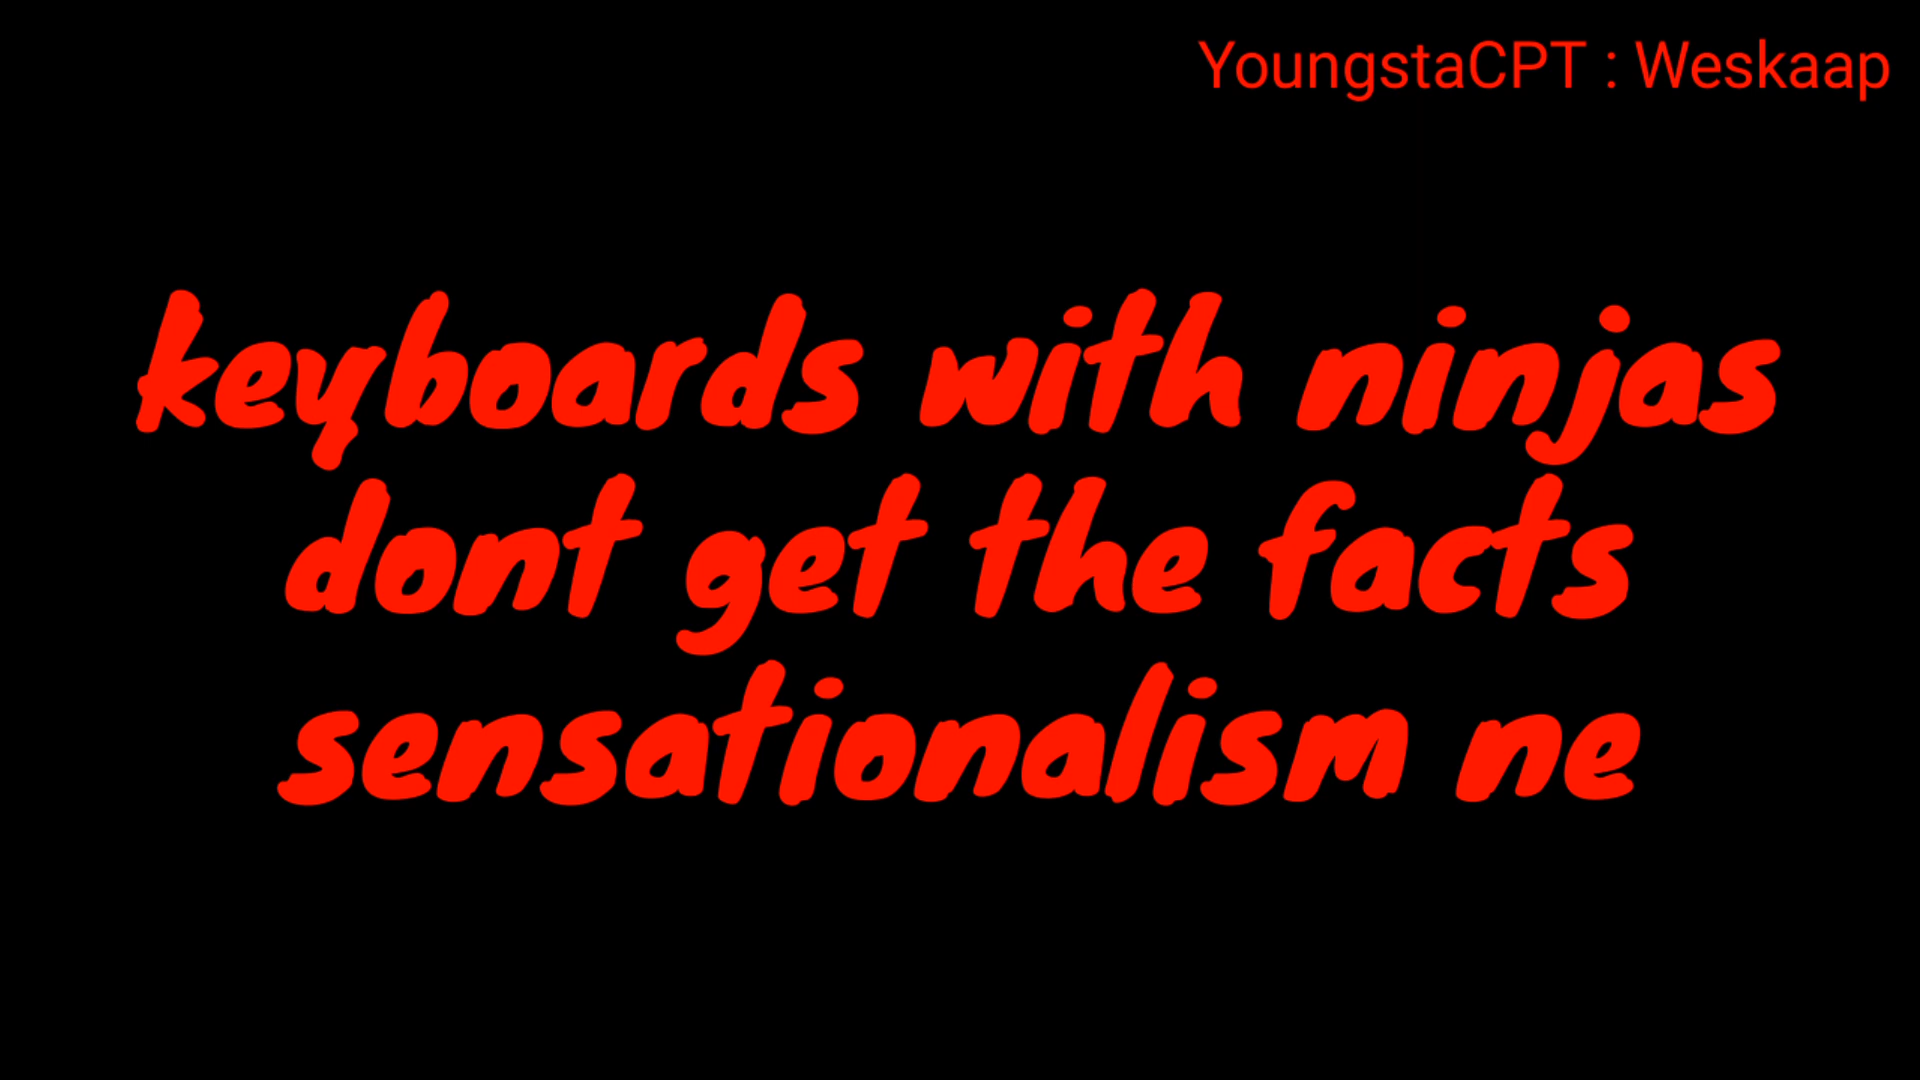 YoungstaCPT : Weskaap
keyboards with ninjas
dont get the facts
sensationalism ne